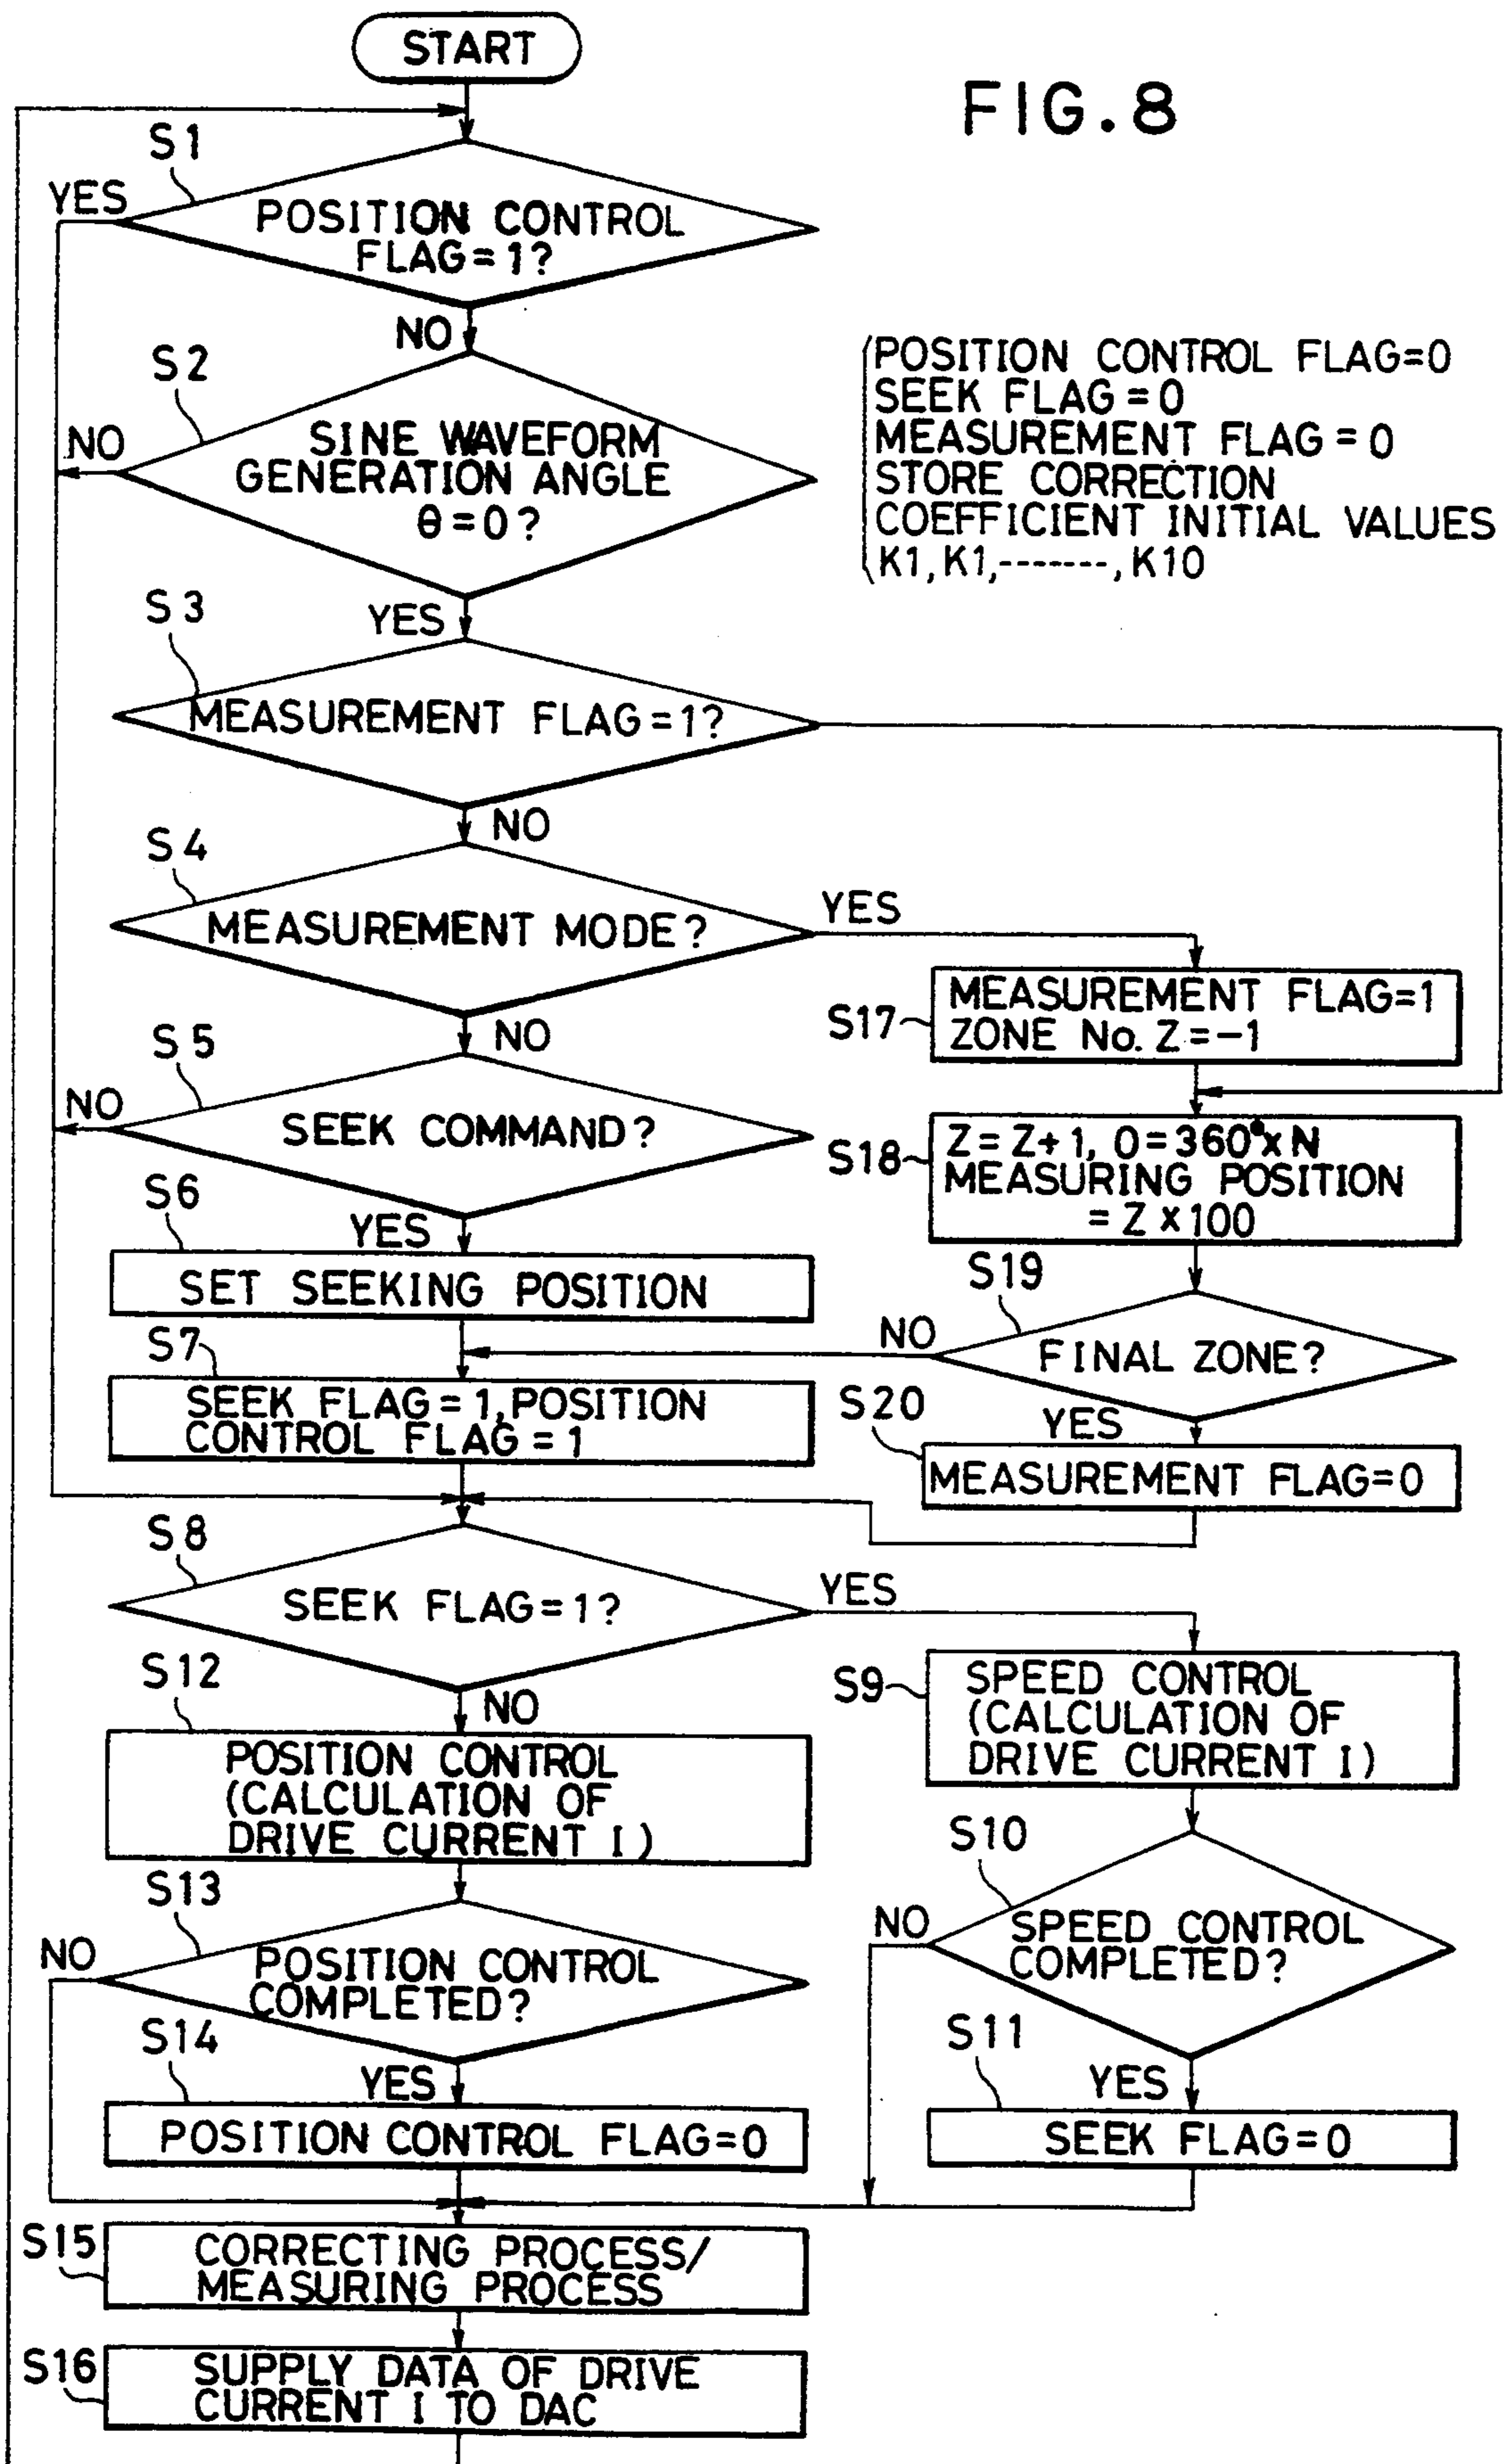 START
FIG.8
S1
YES
POSITION CONTROL
FLAG=1?
NO
POSITION CONTROL FLAG=0
SEEK FLAG=0
MEASUREMENT FLAG=0
STORE CORRECTION
COEFFICIENT INITIAL VALUES
K1,K1,-------,K10
S2
NO
SINE WAVEFORM
GENERATION ANGLE
θ=0?
YES
S3
MEASUREMENT FLAG=1?
NO
S4
MEASUREMENT MODE?
YES
NO
S17
MEASUREMENT FLAG=1
ZONE No. Z=-1
S5
NO
SEEK COMMAND?
YES
S18
Z=Z+1, 0=360°xN
MEASURING POSITION
=Z x100
S6
SET SEEKING POSITION
S19
NO
FINAL ZONE?
YES
S7
SEEK FLAG=1,POSITION
CONTROL FLAG=1
S20
MEASUREMENT FLAG=0
S8
SEEK FLAG=1?
YES
NO
S9
SPEED CONTROL
(CALCULATION OF
DRIVE CURRENT I)
S12
POSITION CONTROL
(CALCULATION OF
DRIVE CURRENT I)
S10
NO
SPEED CONTROL
COMPLETED?
YES
S13
NO
POSITION CONTROL
COMPLETED?
YES
S11
SEEK FLAG=0
S14
POSITION CONTROL FLAG=0
S15
CORRECTING PROCESS/
MEASURING PROCESS
S16
SUPPLY DATA OF DRIVE
CURRENT I TO DAC